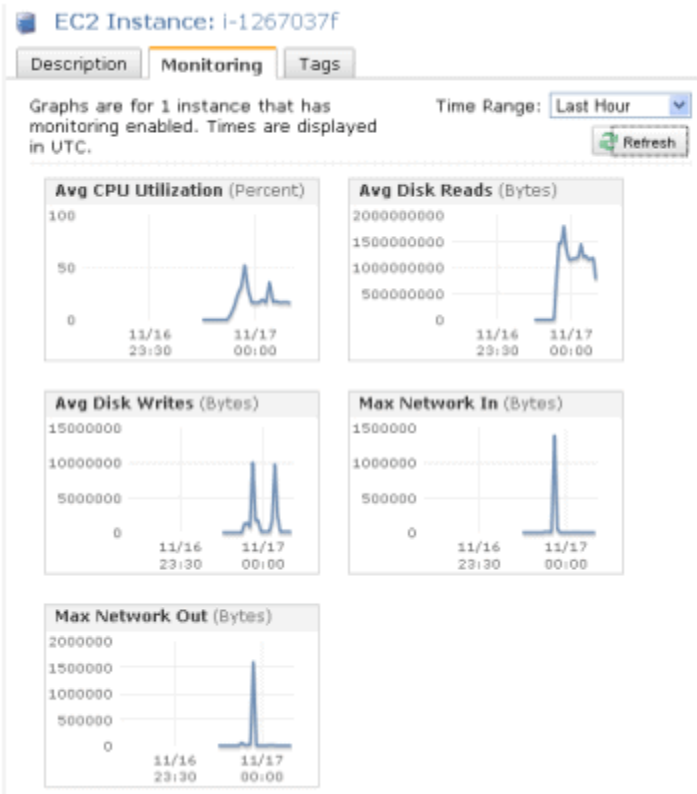 EC2 Instance: i-1267037f
Description Monitoring Tags
Graphs are for 1 instance that has
monitoring enabled. Times are displayed
in UTC.
Time Range: Last Hour
Refresh
Avg CPU Utilization (Percent)
100
50
0
11/16 11/17
23:30 00:00
Avg Disk Reads (Bytes)
2000000000
1500000000
1000000000
500000000
0
11/16 11/17
23:30 00:00
Avg Disk Writes (Bytes)
15000000
10000000
5000000
0
11/16 11/17
23:30 00:00
Max Network In (Bytes)
1500000
1000000
500000
0
11/16 11/17
23:30 00:00
Max Network Out (Bytes)
2000000
1500000
1000000
500000
0
11/16 11/17
23:30 00:00